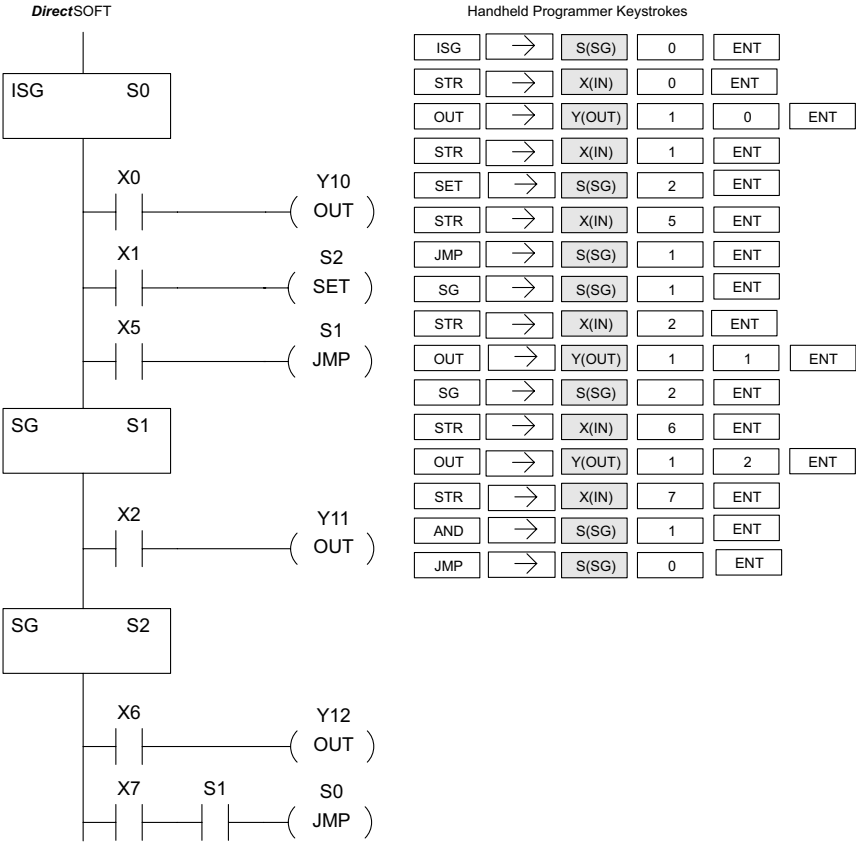 DirectSOFT
ISG S0
X0 Y10
OUT
X1 S2
SET
X5 S1
JMP
SG S1
X2 Y11
OUT
SG S2
X6 Y12
OUT
X7 S1 S0
JMP
Handheld Programmer Keystrokes
ISG → S(SG) 0 ENT
STR → X(IN) 0 ENT
OUT → Y(OUT) 1 0 ENT
STR → X(IN) 1 ENT
SET → S(SG) 2 ENT
STR → X(IN) 5 ENT
JMP → S(SG) 1 ENT
SG → S(SG) 1 ENT
STR → X(IN) 2 ENT
OUT → Y(OUT) 1 1 ENT
SG → S(SG) 2 ENT
STR → X(IN) 6 ENT
OUT → Y(OUT) 1 2 ENT
STR → X(IN) 7 ENT
AND → S(SG) 1 ENT
JMP → S(SG) 0 ENT